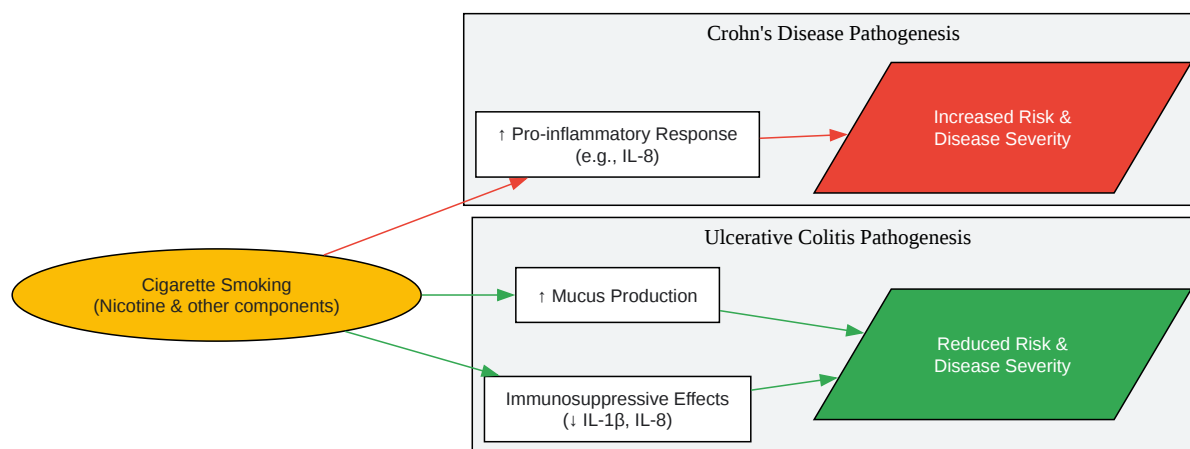 Crohn's Disease Pathogenesis
↑ Pro-inflammatory Response
(e.g., IL-8)
Increased Risk &
Disease Severity
Cigarette Smoking
(Nicotine & other components)
Ulcerative Colitis Pathogenesis
↑ Mucus Production
Immunosuppressive Effects
(↓ IL-1β, IL-8)
Reduced Risk &
Disease Severity